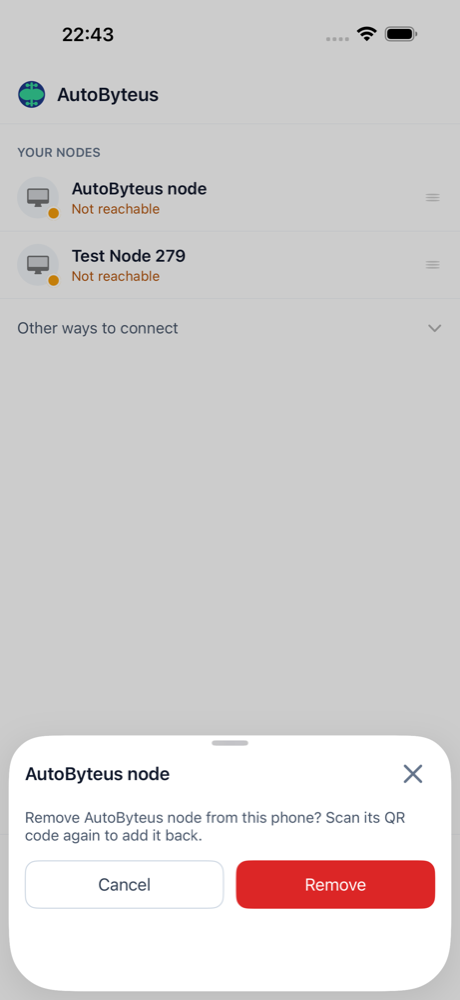 22:43
AutoByteus
YOUR NODES
AutoByteus node
Not reachable
Test Node 279
Not reachable
Other ways to connect
AutoByteus node
Remove AutoByteus node from this phone? Scan its QR
code again to add it back.
Cancel
Remove